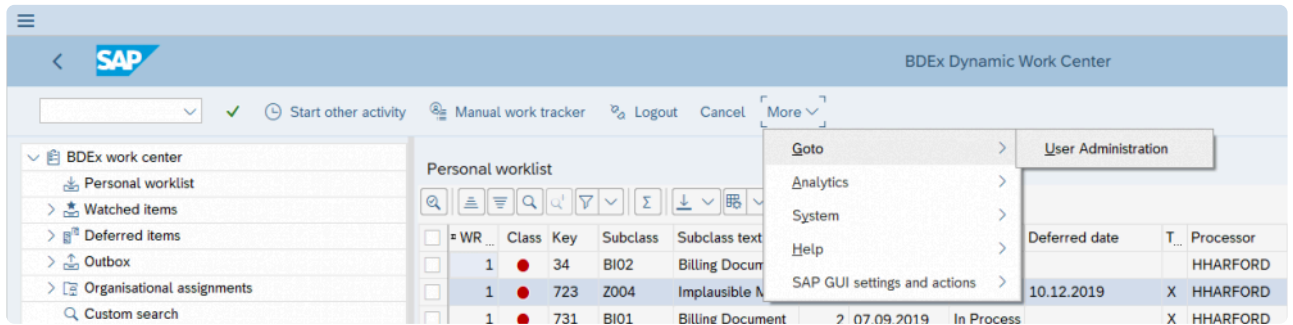 SAP
BDEx Dynamic Work Center
Start other activity Manual work tracker Logout Cancel More
Goto User Administration
Analytics
System
Help
SAP GUI settings and actions
BDEx work center
Personal worklist
Watched items
Deferred items
Outbox
Organisational assignments
Custom search
Personal worklist
WR... Class Key Subclass Subclass text Deferred date T... Processor
1 34 BI02 Billing Docum HHARFORD
1 723 Z004 Implausible M 10.12.2019 X HHARFORD
1 731 BI01 Billing Document 2 07.09.2019 In Process X HHARFORD